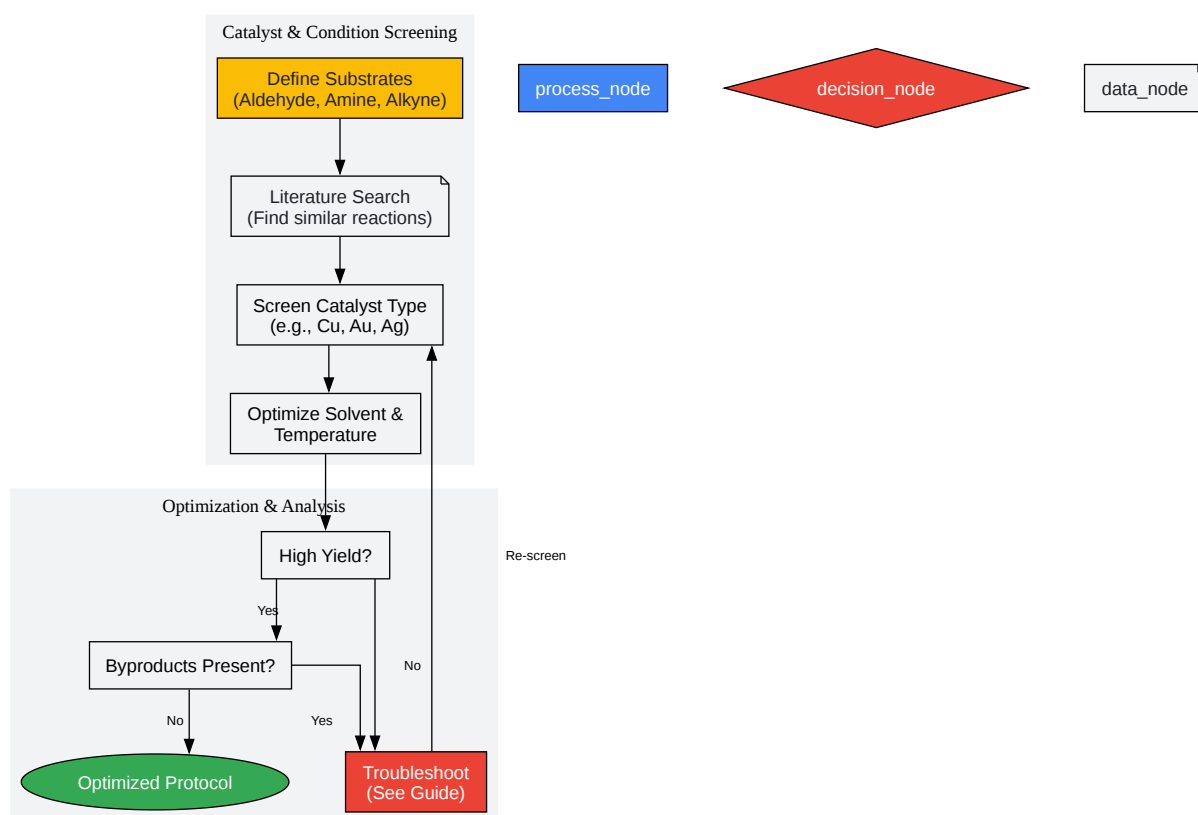 Catalyst & Condition Screening
Define Substrates
(Aldehyde, Amine, Alkyne)
process_node
decision_node
data_node
Literature Search
(Find similar reactions)
Screen Catalyst Type
(e.g., Cu, Au, Ag)
Optimize Solvent &
Temperature
Optimization & Analysis
High Yield?
Re-screen
Yes
Byproducts Present?
No
No
Yes
Optimized Protocol
Troubleshoot
(See Guide)